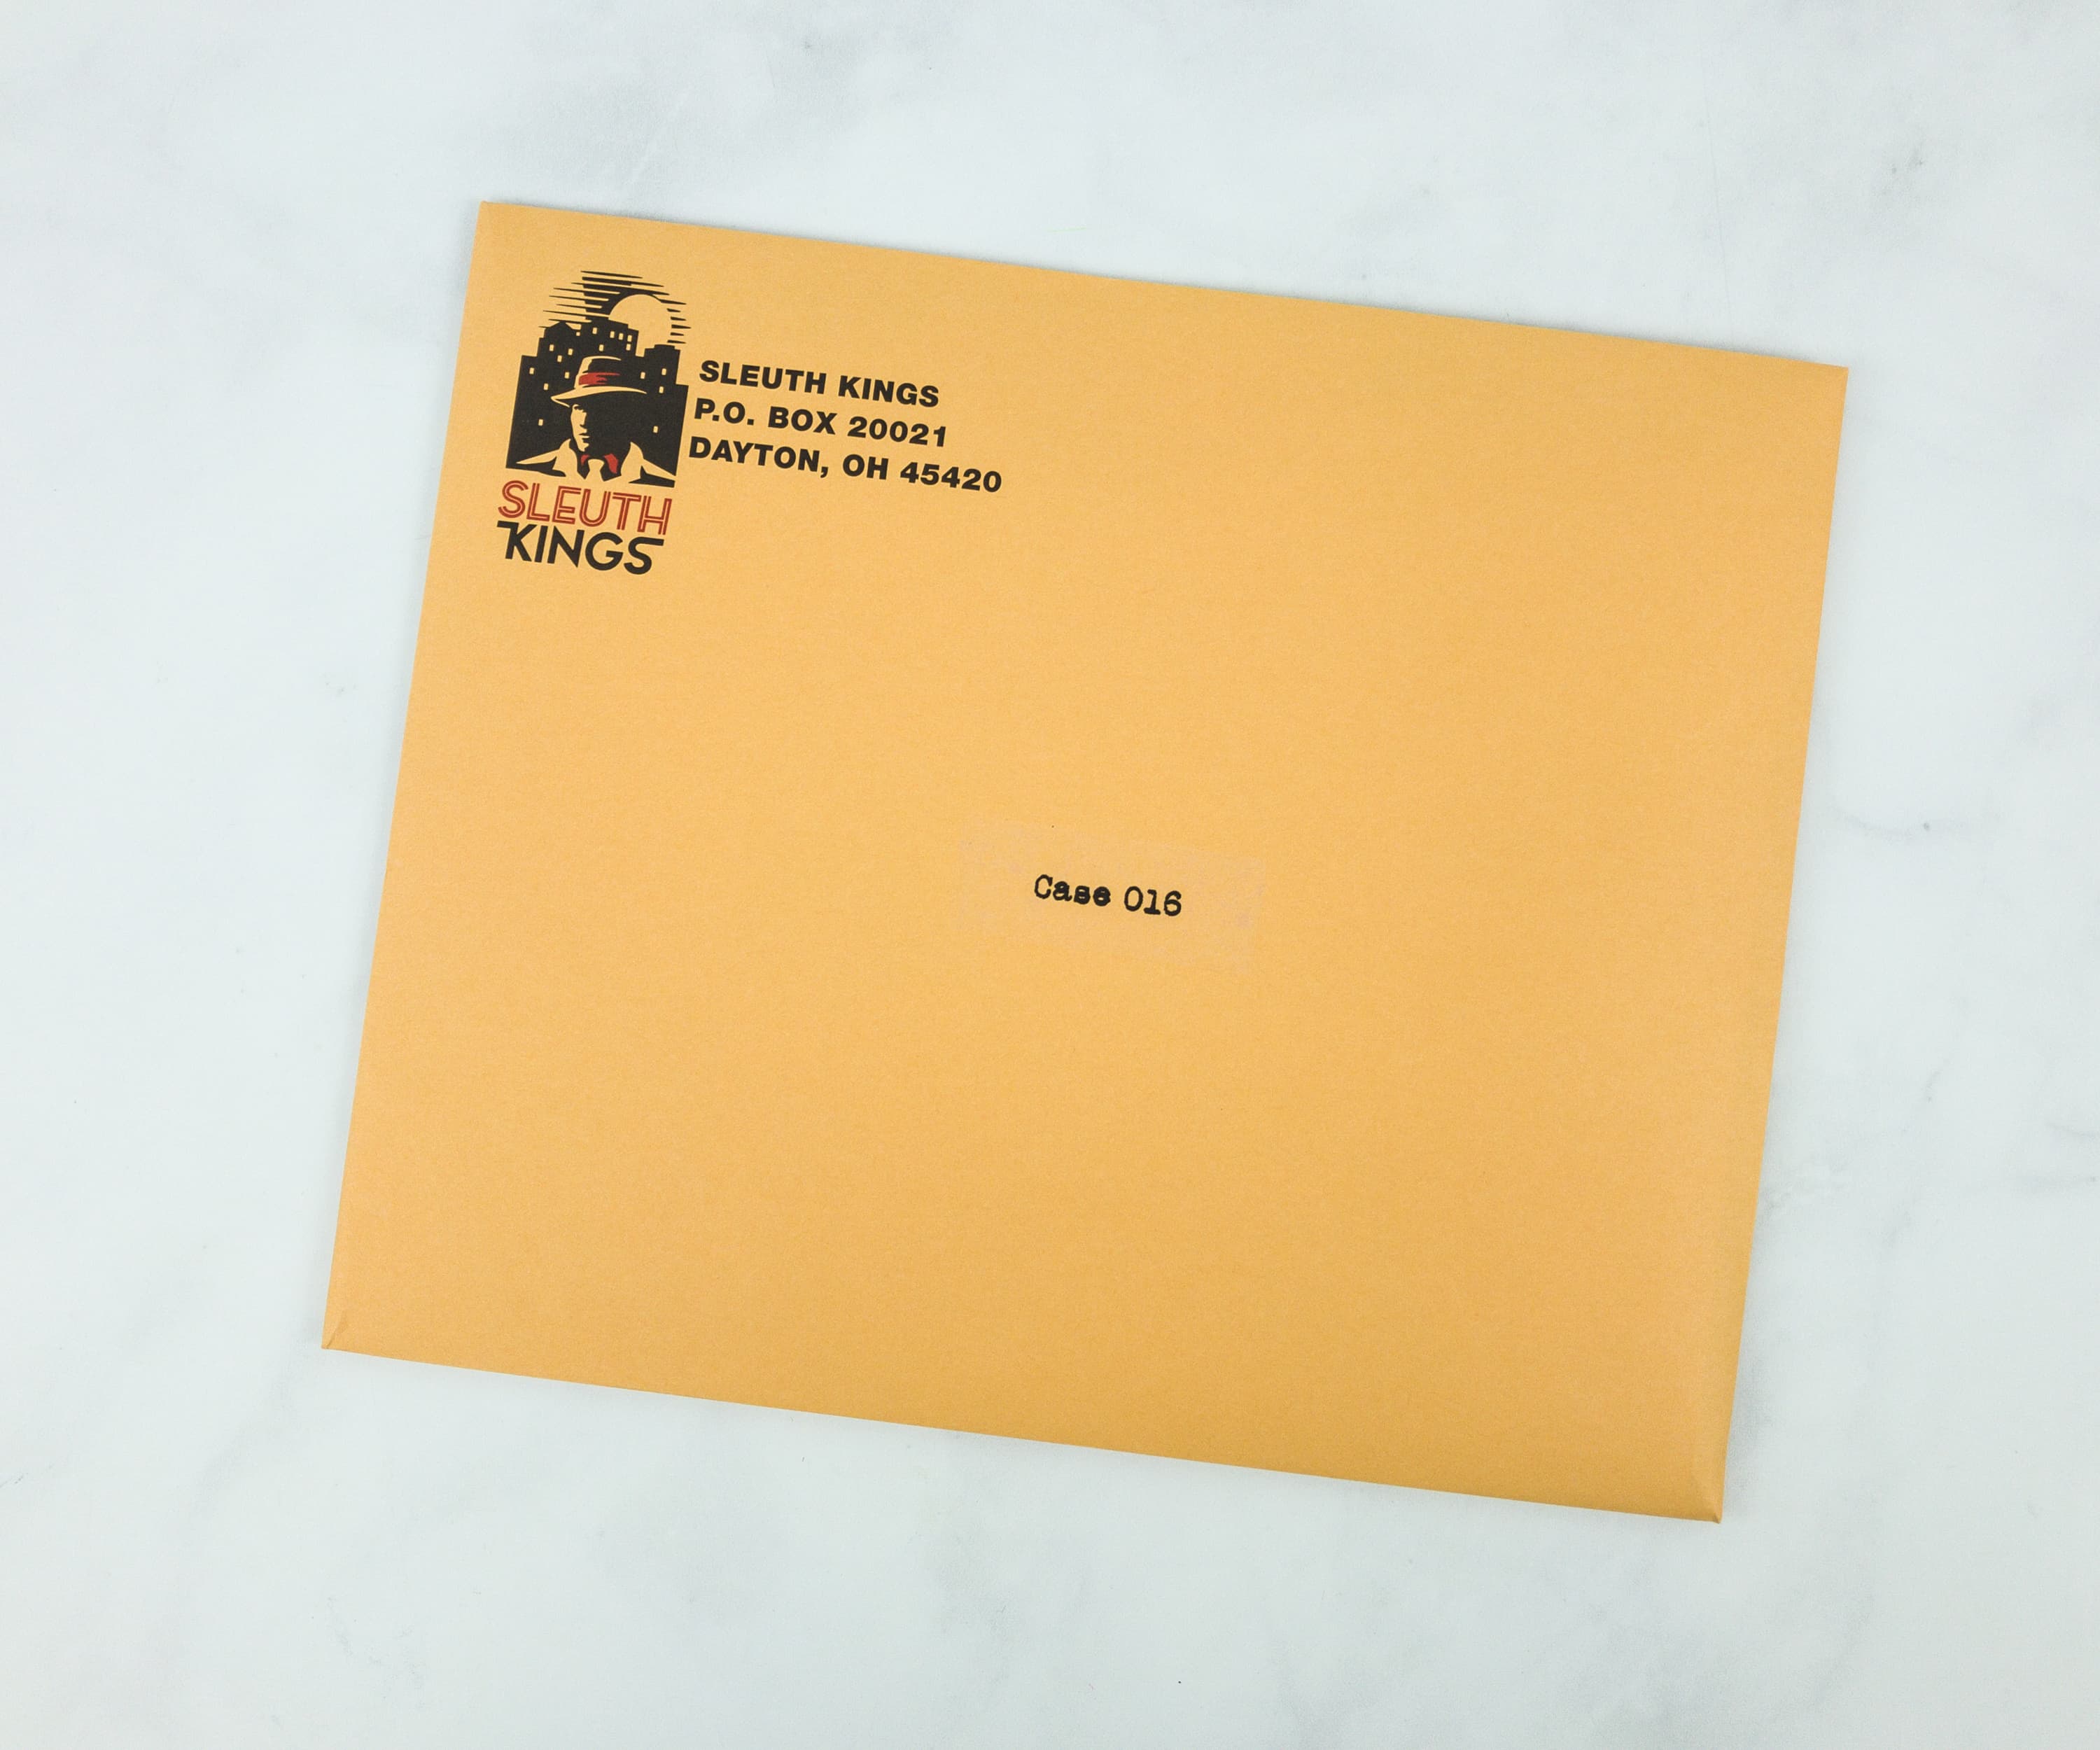 SLEUTH KINGS
P.O. BOX 20021
DAYTON, OH 45420
SLEUTH
KINGS
Case 016